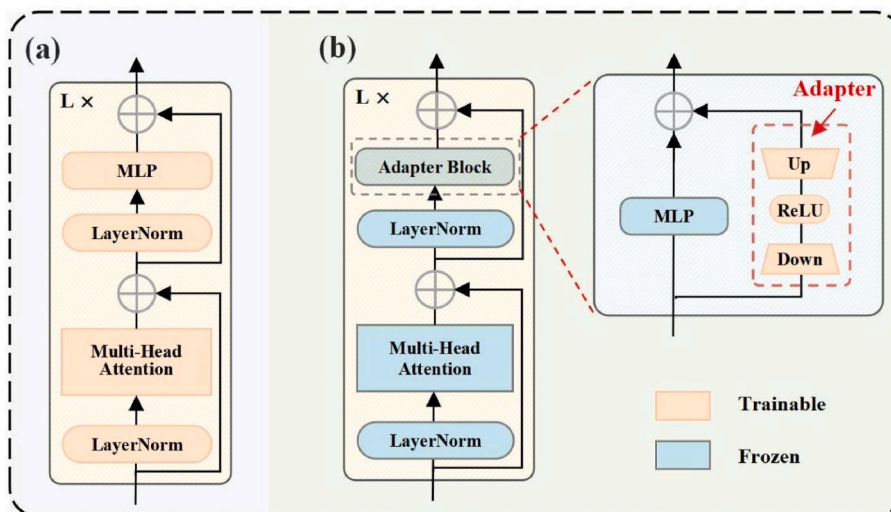 (a)
L ×
MLP
LayerNorm
Multi-Head
Attention
LayerNorm
(b)
L ×
Adapter Block
LayerNorm
Multi-Head
Attention
LayerNorm
Adapter
Up
ReLU
Down
MLP
Trainable
Frozen